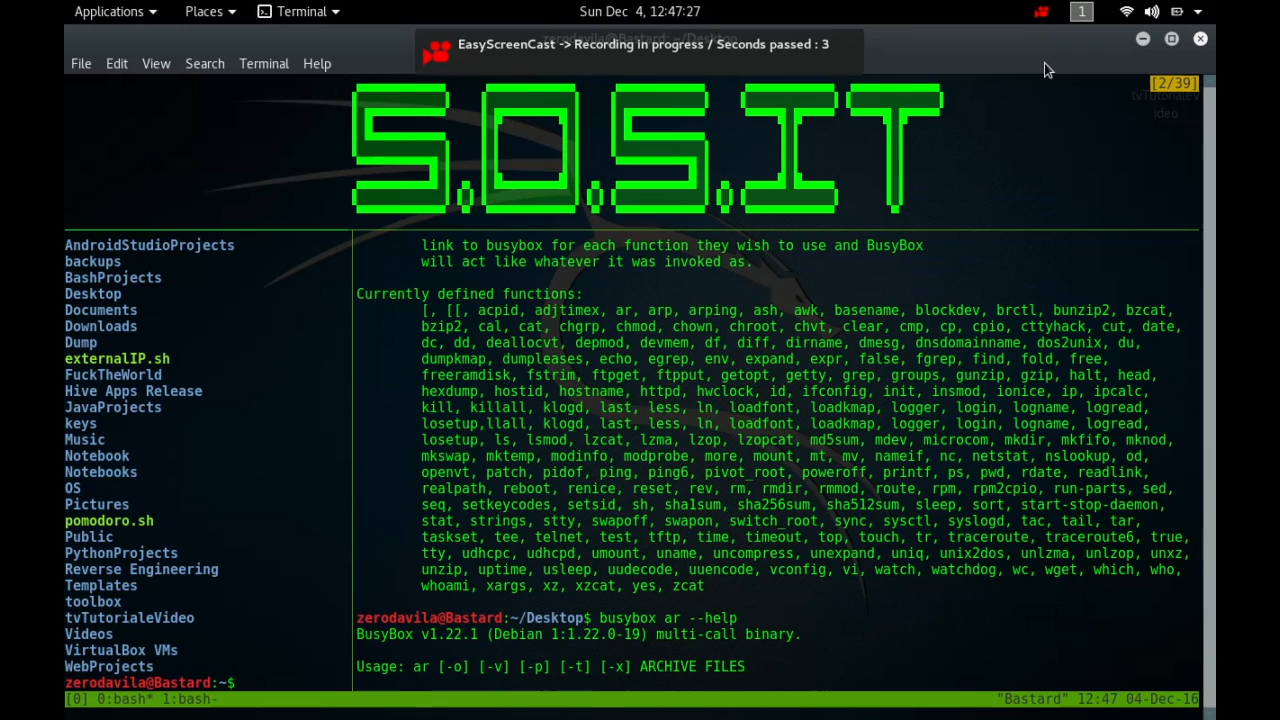 Applications Places Terminal Sun Dec 4, 12:47:27 1
EasyScreenCast -> Recording in progress / Seconds passed : 3
zerodavila@Bastard: ~/Desktop
File Edit View Search Terminal Help
[2/39]
tvTutorialeV
ideo
S.O.S.IT
AndroidStudioProjects
backups
BashProjects
Desktop
Documents
Downloads
Dump
externalIP.sh
FuckTheWorld
Hive Apps Release
JavaProjects
keys
Music
Notebook
Notebooks
OS
Pictures
pomodoro.sh
Public
PythonProjects
Reverse Engineering
Templates
toolbox
tvTutorialeVideo
Videos
VirtualBox VMs
WebProjects
zerodavila@Bastard:~$
link to busybox for each function they wish to use and BusyBox
will act like whatever it was invoked as.
Currently defined functions:
[, [[, acpid, adjtimex, ar, arp, arping, ash, awk, basename, blockdev, brctl, bunzip2, bzcat,
bzip2, cal, cat, chgrp, chmod, chown, chroot, chvt, clear, cmp, cp, cpio, cttyhack, cut, date,
dc, dd, deallocvt, depmod, devmem, df, diff, dirname, dmesg, dnsdomainname, dos2unix, du,
dumpkmap, dumpleases, echo, egrep, env, expand, expr, false, fgrep, find, fold, free,
freeramdisk, fstrim, ftpget, ftpput, getopt, getty, grep, groups, gunzip, gzip, halt, head,
hexdump, hostid, hostname, httpd, hwclock, id, ifconfig, init, insmod, ionice, ip, ipcalc,
kill, killall, klogd, last, less, ln, loadfont, loadkmap, logger, login, logname, logread,
losetup,llall, klogd, last, less, ln, loadfont, loadkmap, logger, login, logname, logread,
losetup, ls, lsmod, lzcat, lzma, lzop, lzopcat, md5sum, mdev, microcom, mkdir, mkfifo, mknod,
mkswap, mktemp, modinfo, modprobe, more, mount, mt, mv, nameif, nc, netstat, nslookup, od,
openvt, patch, pidof, ping, ping6, pivot_root, poweroff, printf, ps, pwd, rdate, readlink,
realpath, reboot, renice, reset, rev, rm, rmdir, rmmod, route, rpm, rpm2cpio, run-parts, sed,
seq, setkeycodes, setsid, sh, sha1sum, sha256sum, sha512sum, sleep, sort, start-stop-daemon,
stat, strings, stty, swapoff, swapon, switch_root, sync, sysctl, syslogd, tac, tail, tar,
taskset, tee, telnet, test, tftp, time, timeout, top, touch, tr, traceroute, traceroute6, true,
tty, udhcpc, udhcpd, umount, uname, uncompress, unexpand, uniq, unix2dos, unlzma, unlzop, unxz,
unzip, uptime, usleep, uudecode, uuencode, vconfig, vi, watch, watchdog, wc, wget, which, who,
whoami, xargs, xz, xzcat, yes, zcat
zerodavila@Bastard:~/Desktop$ busybox ar --help
BusyBox v1.22.1 (Debian 1:1.22.0-19) multi-call binary.
Usage: ar [-o] [-v] [-p] [-t] [-x] ARCHIVE FILES
[0] 0:bash* 1:bash- "Bastard" 12:47 04-Dec-16